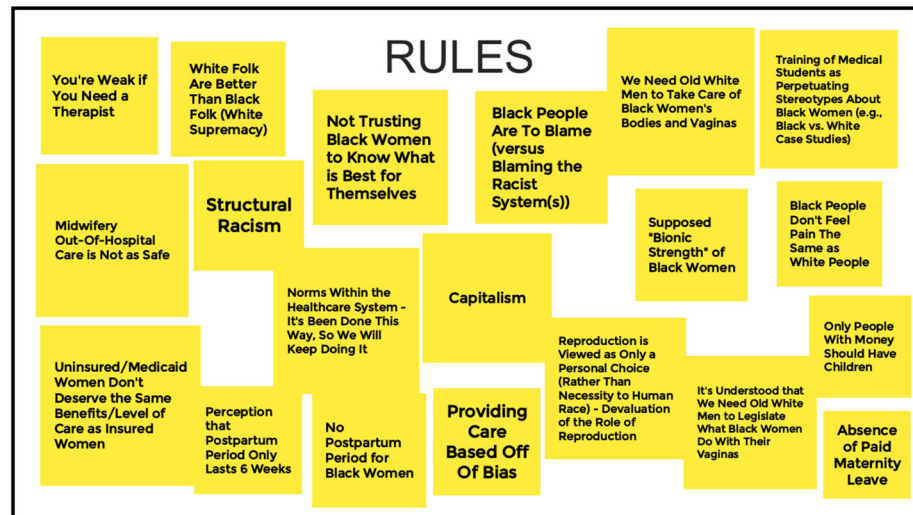 RULES
You're Weak if
You Need a
Therapist
White Folk
Are Better
Than Black
Folk (White
Supremacy)
Not Trusting
Black Women
to Know What
is Best for
Themselves
Black People
Are To Blame
(versus
Blaming the
Racist
System(s))
We Need Old White
Men to Take Care of
Black Women's
Bodies and Vaginas
Training of Medical
Students as
Perpetuating
Stereotypes About
Black Women (e.g.,
Black vs. White
Case Studies)
Midwifery
Out-Of-Hospital
Care is Not as Safe
Structural
Racism
Supposed
"Bionic
Strength" of
Black Women
Black People
Don't Feel
Pain The
Same as
White People
Norms Within the
Healthcare System -
It's Been Done This
Way, So We Will
Keep Doing It
Capitalism
Only People
With Money
Should Have
Children
Uninsured/Medicaid
Women Don't
Deserve the Same
Benefits/Level of
Care as Insured
Women
Perception
that
Postpartum
Period Only
Lasts 6 Weeks
No
Postpartum
Period for
Black Women
Providing
Care
Based Off
Of Bias
Reproduction is
Viewed as Only a
Personal Choice
(Rather Than
Necessity to Human
Race) - Devaluation
of the Role of
Reproduction
It's Understood that
We Need Old White
Men to Legislate
What Black Women
Do With Their
Vaginas
Absence
of Paid
Maternity
Leave